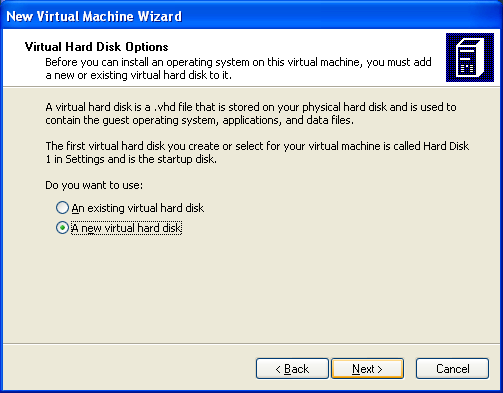 New Virtual Machine Wizard
Virtual Hard Disk Options
Before you can install an operating system on this virtual machine, you must add
a new or existing virtual hard disk to it.
A virtual hard disk is a .vhd file that is stored on your physical hard disk and is used to
contain the guest operating system, applications, and data files.
The first virtual hard disk you create or select for your virtual machine is called Hard Disk
1 in Settings and is the startup disk.
Do you want to use:
An existing virtual hard disk
A new virtual hard disk
< Back
Next >
Cancel